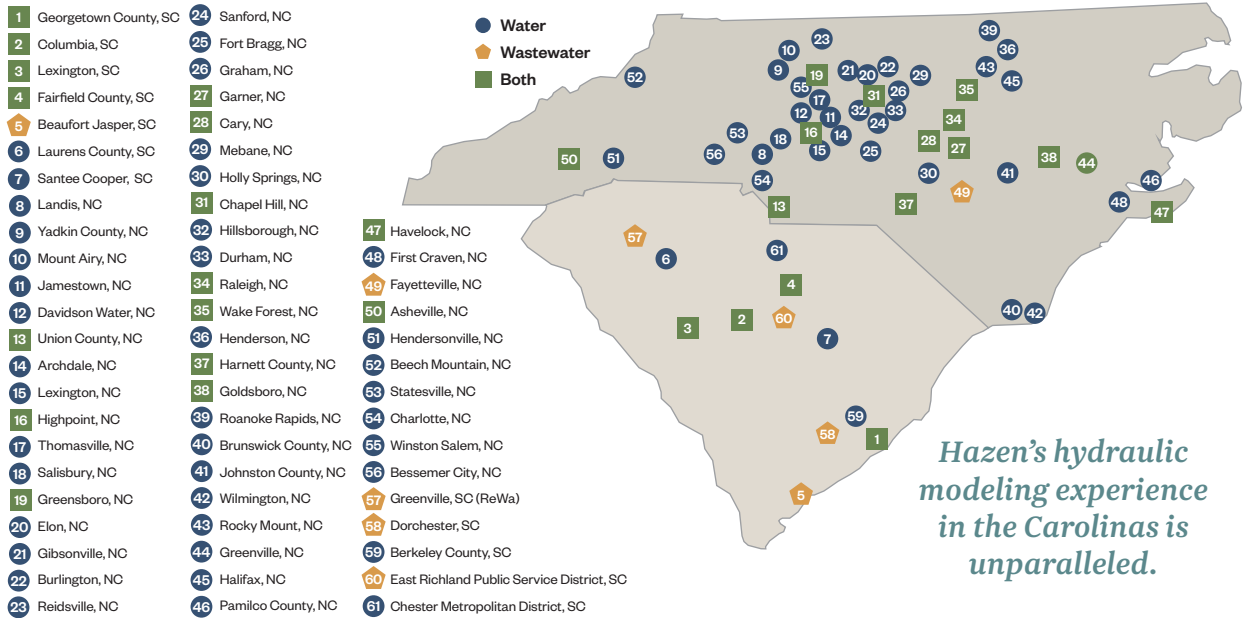 1 Georgetown County, SC
2 Columbia, SC
3 Lexington, SC
4 Fairfield County, SC
5 Beaufort Jasper, SC
6 Laurens County, SC
7 Santee Cooper, SC
8 Landis, NC
9 Yadkin County, NC
10 Mount Airy, NC
11 Jamestown, NC
12 Davidson Water, NC
13 Union County, NC
14 Archdale, NC
15 Lexington, NC
16 Highpoint, NC
17 Thomasville, NC
18 Salisbury, NC
19 Greensboro, NC
20 Elon, NC
21 Gibsonville, NC
22 Burlington, NC
23 Reidsville, NC
24 Sanford, NC
25 Fort Bragg, NC
26 Graham, NC
27 Garner, NC
28 Cary, NC
29 Mebane, NC
30 Holly Springs, NC
31 Chapel Hill, NC
32 Hillsborough, NC
33 Durham, NC
34 Raleigh, NC
35 Wake Forest, NC
36 Henderson, NC
37 Harnett County, NC
38 Goldsboro, NC
39 Roanoke Rapids, NC
40 Brunswick County, NC
41 Johnston County, NC
42 Wilmington, NC
43 Rocky Mount, NC
44 Greenville, NC
45 Halifax, NC
46 Pamilco County, NC
47 Havelock, NC
48 First Craven, NC
49 Fayetteville, NC
50 Asheville, NC
51 Hendersonville, NC
52 Beech Mountain, NC
53 Statesville, NC
54 Charlotte, NC
55 Winston Salem, NC
56 Bessemer City, NC
57 Greenville, SC (ReWa)
58 Dorchester, SC
59 Berkeley County, SC
60 East Richland Public Service District, SC
61 Chester Metropolitan District, SC
Water
Wastewater
Both
39
23
36
10
43
9
21
20
22
29
19
52
45
55
26
35
31
17
32
33
12
11
34
24
16
53
14
18
28
27
15
25
56
8
38
50
51
44
30
41
54
46
49
48
37
13
47
57
61
6
4
40
42
60
2
3
7
59
58
1
5
Hazen's hydraulic
modeling experience
in the Carolinas is
unparalleled.